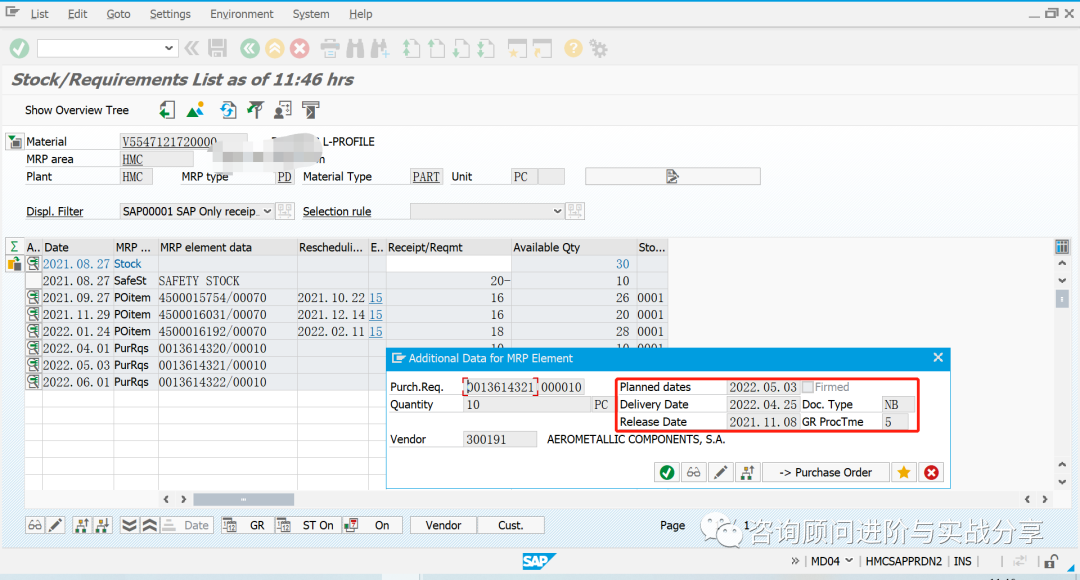 List Edit Goto Settings Environment System Help
Stock/Requirements List as of 11:46 hrs
Show Overview Tree
Material V5547121720000 L-PROFILE
MRP area HMC
Plant HMC MRP type PD Material Type PART Unit PC
Displ. Filter SAP00001 SAP Only receip.. Selection rule
Σ A.. Date MRP ... MRP element data Rescheduli... E.. Receipt/Reqmt Available Qty Sto...
2021.08.27 Stock 30
2021.08.27 SafeSt SAFETY STOCK 20- 10
2021.09.27 POitem 4500015754/00070 2021.10.22 15 16 26 0001
2021.11.29 POitem 4500016031/00070 2021.12.14 15 16 20 0001
2022.01.24 POitem 4500016192/00070 2022.02.11 15 18 28 0001
2022.04.01 PurRqs 0013614320/00010 10 10 0001
2022.05.03 PurRqs 0013614321/00010
2022.06.01 PurRqs 0013614322/00010
Additional Data for MRP Element
Purch.Req. 0013614321 000010 Planned dates 2022.05.03 Firmed
Quantity 10 PC Delivery Date 2022.04.25 Doc. Type NB
Release Date 2021.11.08 GR ProcTme 5
Vendor 300191 AEROMETALLIC COMPONENTS, S.A.
-> Purchase Order
Date GR ST On On Vendor Cust. Page 1
咨询顾问进阶与实战分享
SAP » MD04 HMCSAPPRDN2 INS